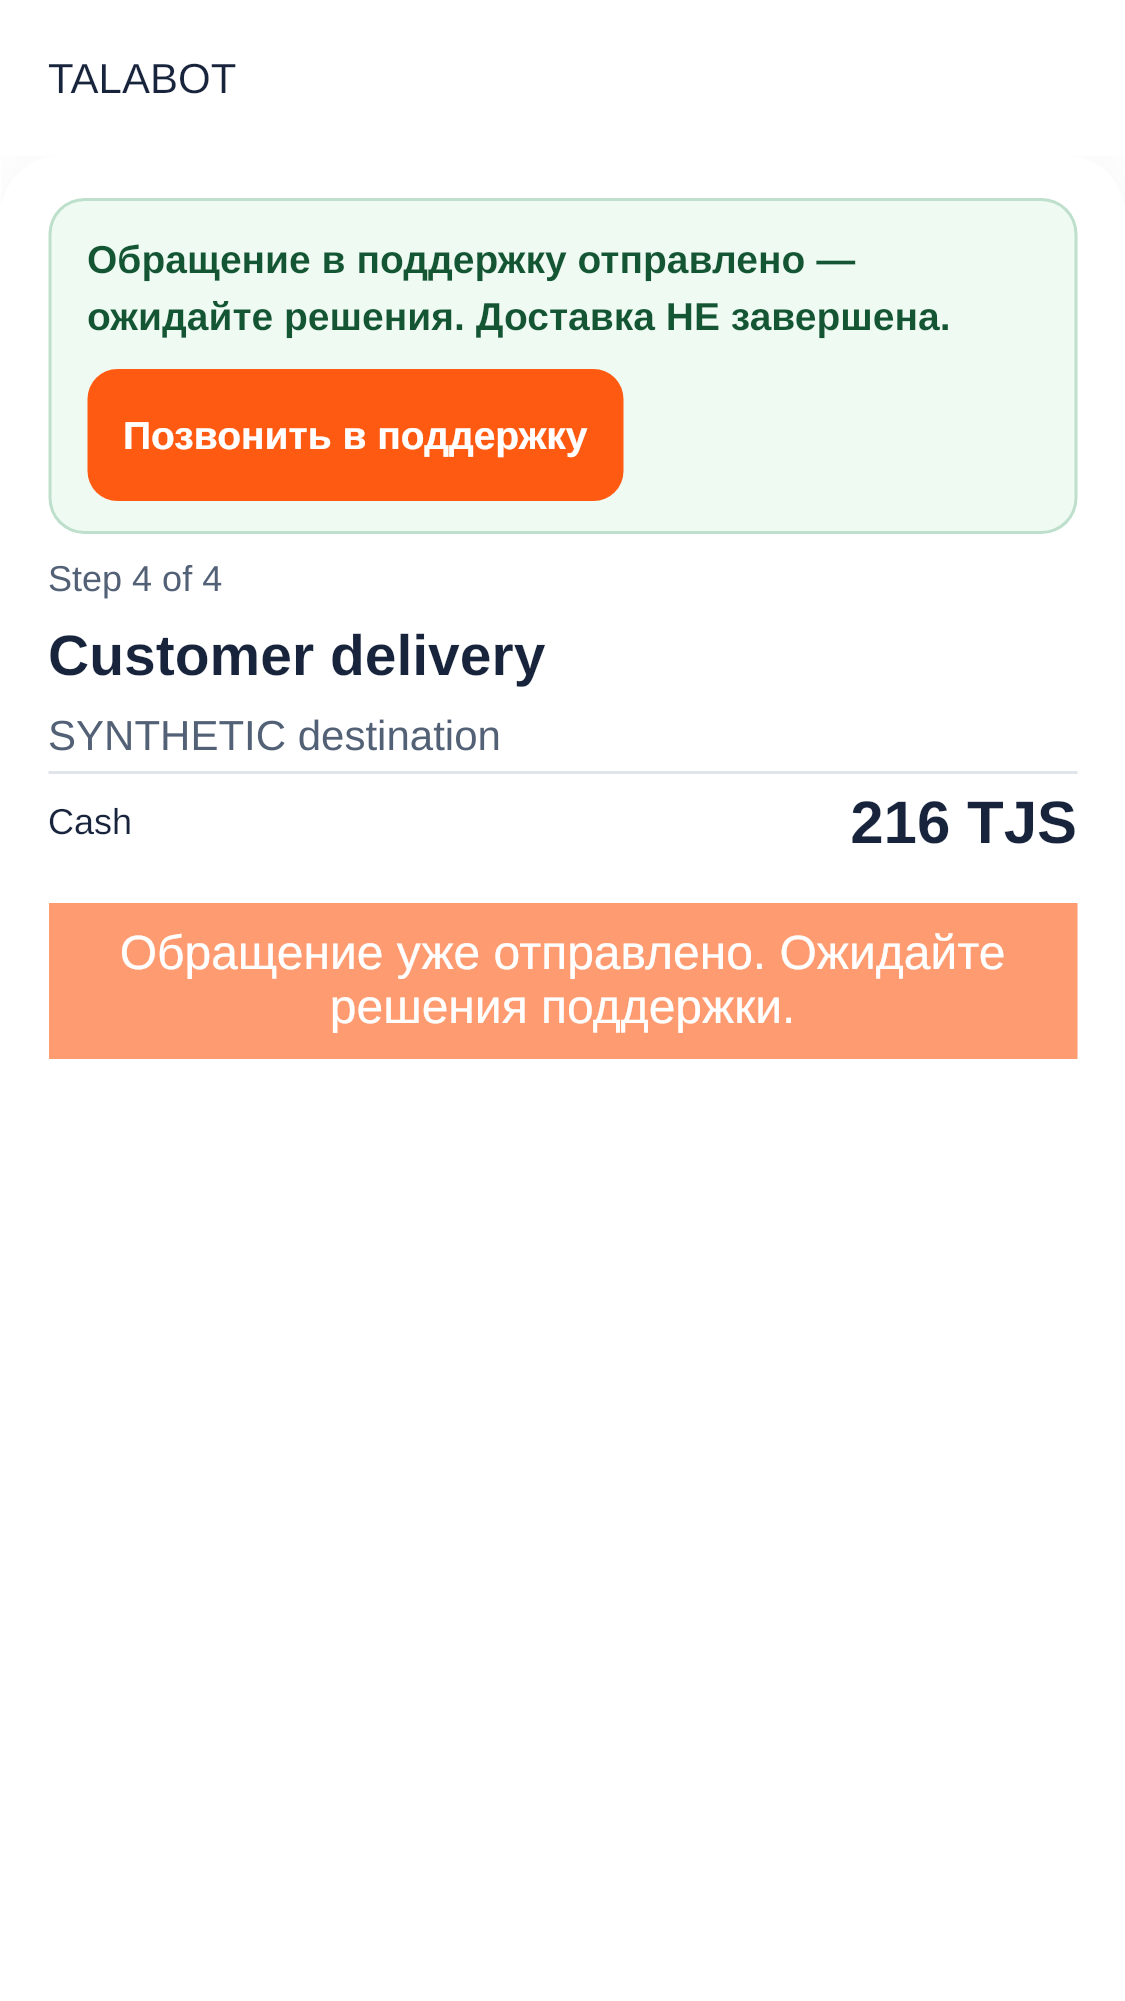 TALABOT
Обращение в поддержку отправлено —
ожидайте решения. Доставка НЕ завершена.
Позвонить в поддержку
Step 4 of 4
Customer delivery
SYNTHETIC destination
Cash
216 TJS
Обращение уже отправлено. Ожидайте
решения поддержки.